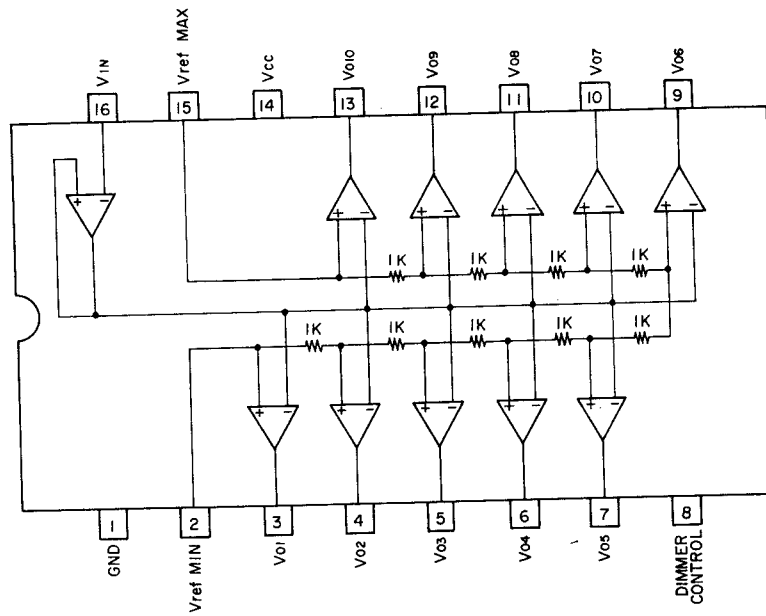 VIN
Vref MAX
VCC
VO10
VO9
VO8
VO7
VO6
16
15
14
13
12
11
10
9
+ −
+ −
+ −
+ −
+ −
+ −
1K
1K
1K
1K
1K
1K
1K
1K
1K
+ −
+ −
+ −
+ −
+ −
1
2
3
4
5
6
7
8
GND
Vref MIN
VO1
VO2
VO3
VO4
VO5
DIMMER
CONTROL